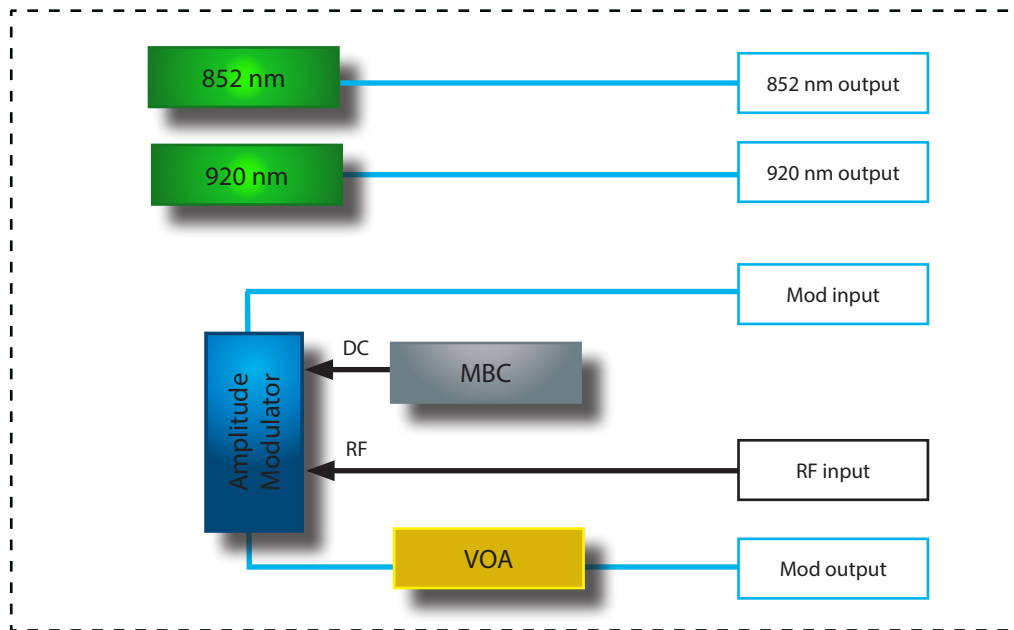 852 nm
852 nm output
920 nm
920 nm output
Mod input
DC
MBC
Amplitude
Modulator
RF
RF input
VOA
Mod output